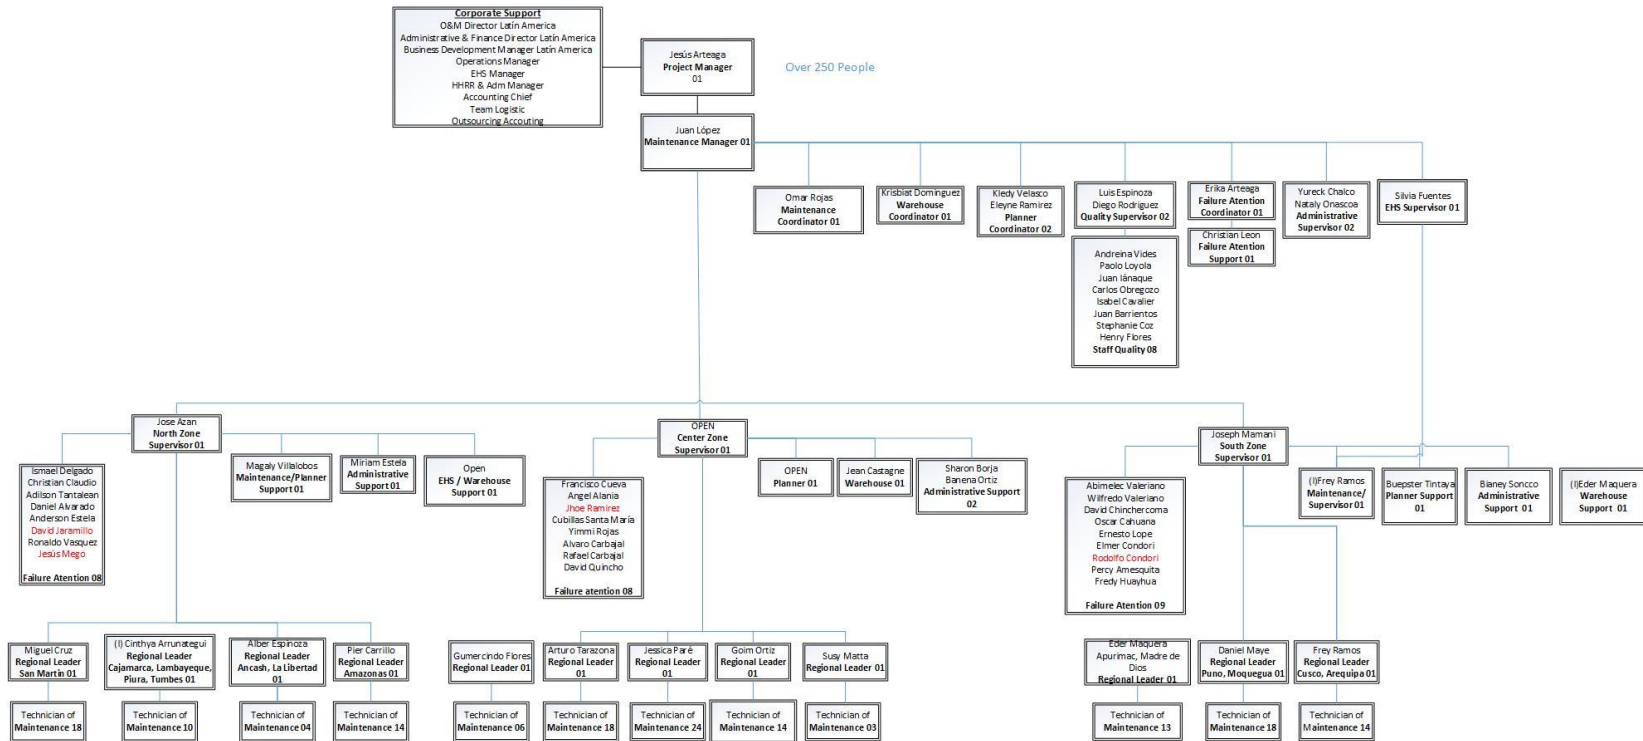 Corporate Support
O&M Director Latín America
Administrative & Finance Director Latín America
Business Development Manager Latín America
Operations Manager
EHS Manager
HHRR & Adm Manager
Accounting Chief
Team Logistic
Outsourcing Accouting
Jesús Arteaga
Project Manager
01
Over 250 People
Juan López
Maintenance Manager 01
Omar Rojas
Maintenance
Coordinator 01
Krisbiat Dominguez
Warehouse
Coordinator 01
Kledy Velasco
Eleyne Ramirez
Planner
Coordinator 02
Luis Espinoza
Diego Rodriguez
Quality Supervisor 02
Erika Arteaga
Failure Atention
Coordinator 01
Yureck Chalco
Nataly Onascoa
Administrative
Supervisor 02
Silvia Fuentes
EHS Supervisor 01
Christian Leon
Failure Atention
Support 01
Andreina Vides
Paolo Loyola
Juan Iánaque
Carlos Obregozo
Isabel Cavalier
Juan Barrientos
Stephanie Coz
Henry Flores
Staff Quality 08
Jose Azan
North Zone
Supervisor 01
OPEN
Center Zone
Supervisor 01
Joseph Mamani
South Zone
Supervisor 01
Ismael Delgado
Christian Claudio
Adilson Tantalean
Daniel Alvarado
Anderson Estela
David Jaramillo
Ronaldo Vasquez
Jesús Mego
Failure Atention 08
Magaly Villalobos
Maintenance/Planner
Support 01
Miriam Estela
Administrative
Support 01
Open
EHS / Warehouse
Support 01
Francisco Cueva
Angel Alania
Jhoe Ramirez
Cubillas Santa María
Yimmi Rojas
Alvaro Carbajal
Rafael Carbajal
David Quincho
Failure atention 08
OPEN
Planner 01
Jean Castagne
Warehouse 01
Sharon Borja
Banena Ortiz
Administrative Support
02
Abimelec Valeriano
Wilfredo Valeriano
David Chinchercoma
Oscar Cahuana
Ernesto Lope
Elmer Condori
Rodolfo Condori
Percy Amesquita
Fredy Huayhua
Failure Atention 09
(I)Frey Ramos
Maintenance/
Supervisor 01
Buepster Tintaya
Planner Support
01
Blaney Soncco
Administrative
Support 01
(I)Eder Maquera
Warehouse
Support 01
Miguel Cruz
Regional Leader
San Martin 01
(I) Cinthya Arrunategui
Regional Leader
Cajamarca, Lambayeque,
Piura, Tumbes 01
Alber Espinoza
Regional Leader
Ancash, La Libertad
01
Pier Carrillo
Regional Leader
Amazonas 01
Gumercindo Flores
Regional Leader 01
Arturo Tarazona
Regional Leader
01
Jessica Paré
Regional Leader
01
Goim Ortiz
Regional Leader
01
Susy Matta
Regional Leader 01
Eder Maquera
Apurimac, Madre de
Dios
Regional Leader 01
Daniel Maye
Regional Leader
Puno, Moquegua 01
Frey Ramos
Regional Leader
Cusco, Arequipa 01
Technician of
Maintenance 18
Technician of
Maintenance 10
Technician of
Maintenance 04
Technician of
Maintenance 14
Technician of
Maintenance 06
Technician of
Maintenance 18
Technician of
Maintenance 24
Technician of
Maintenance 14
Technician of
Maintenance 03
Technician of
Maintenance 13
Technician of
Maintenance 18
Technician of
Maintenance 14